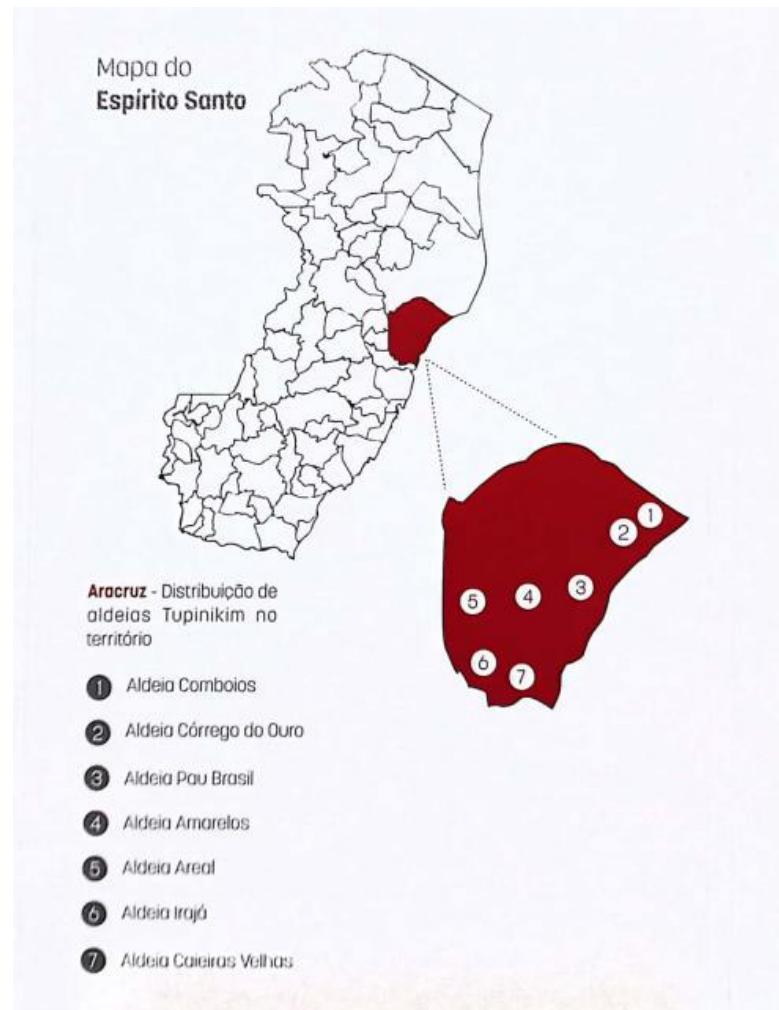 Mapa do
Espírito Santo
1
2
3
4
5
6
7
Aracruz - Distribuição de
aldeias Tupinikim no
território
1 Aldeia Comboios
2 Aldeia Córrego do Ouro
3 Aldeia Pau Brasil
4 Aldeia Amarelos
5 Aldeia Areal
6 Aldeia Irajá
7 Aldeia Caieiras Velhas